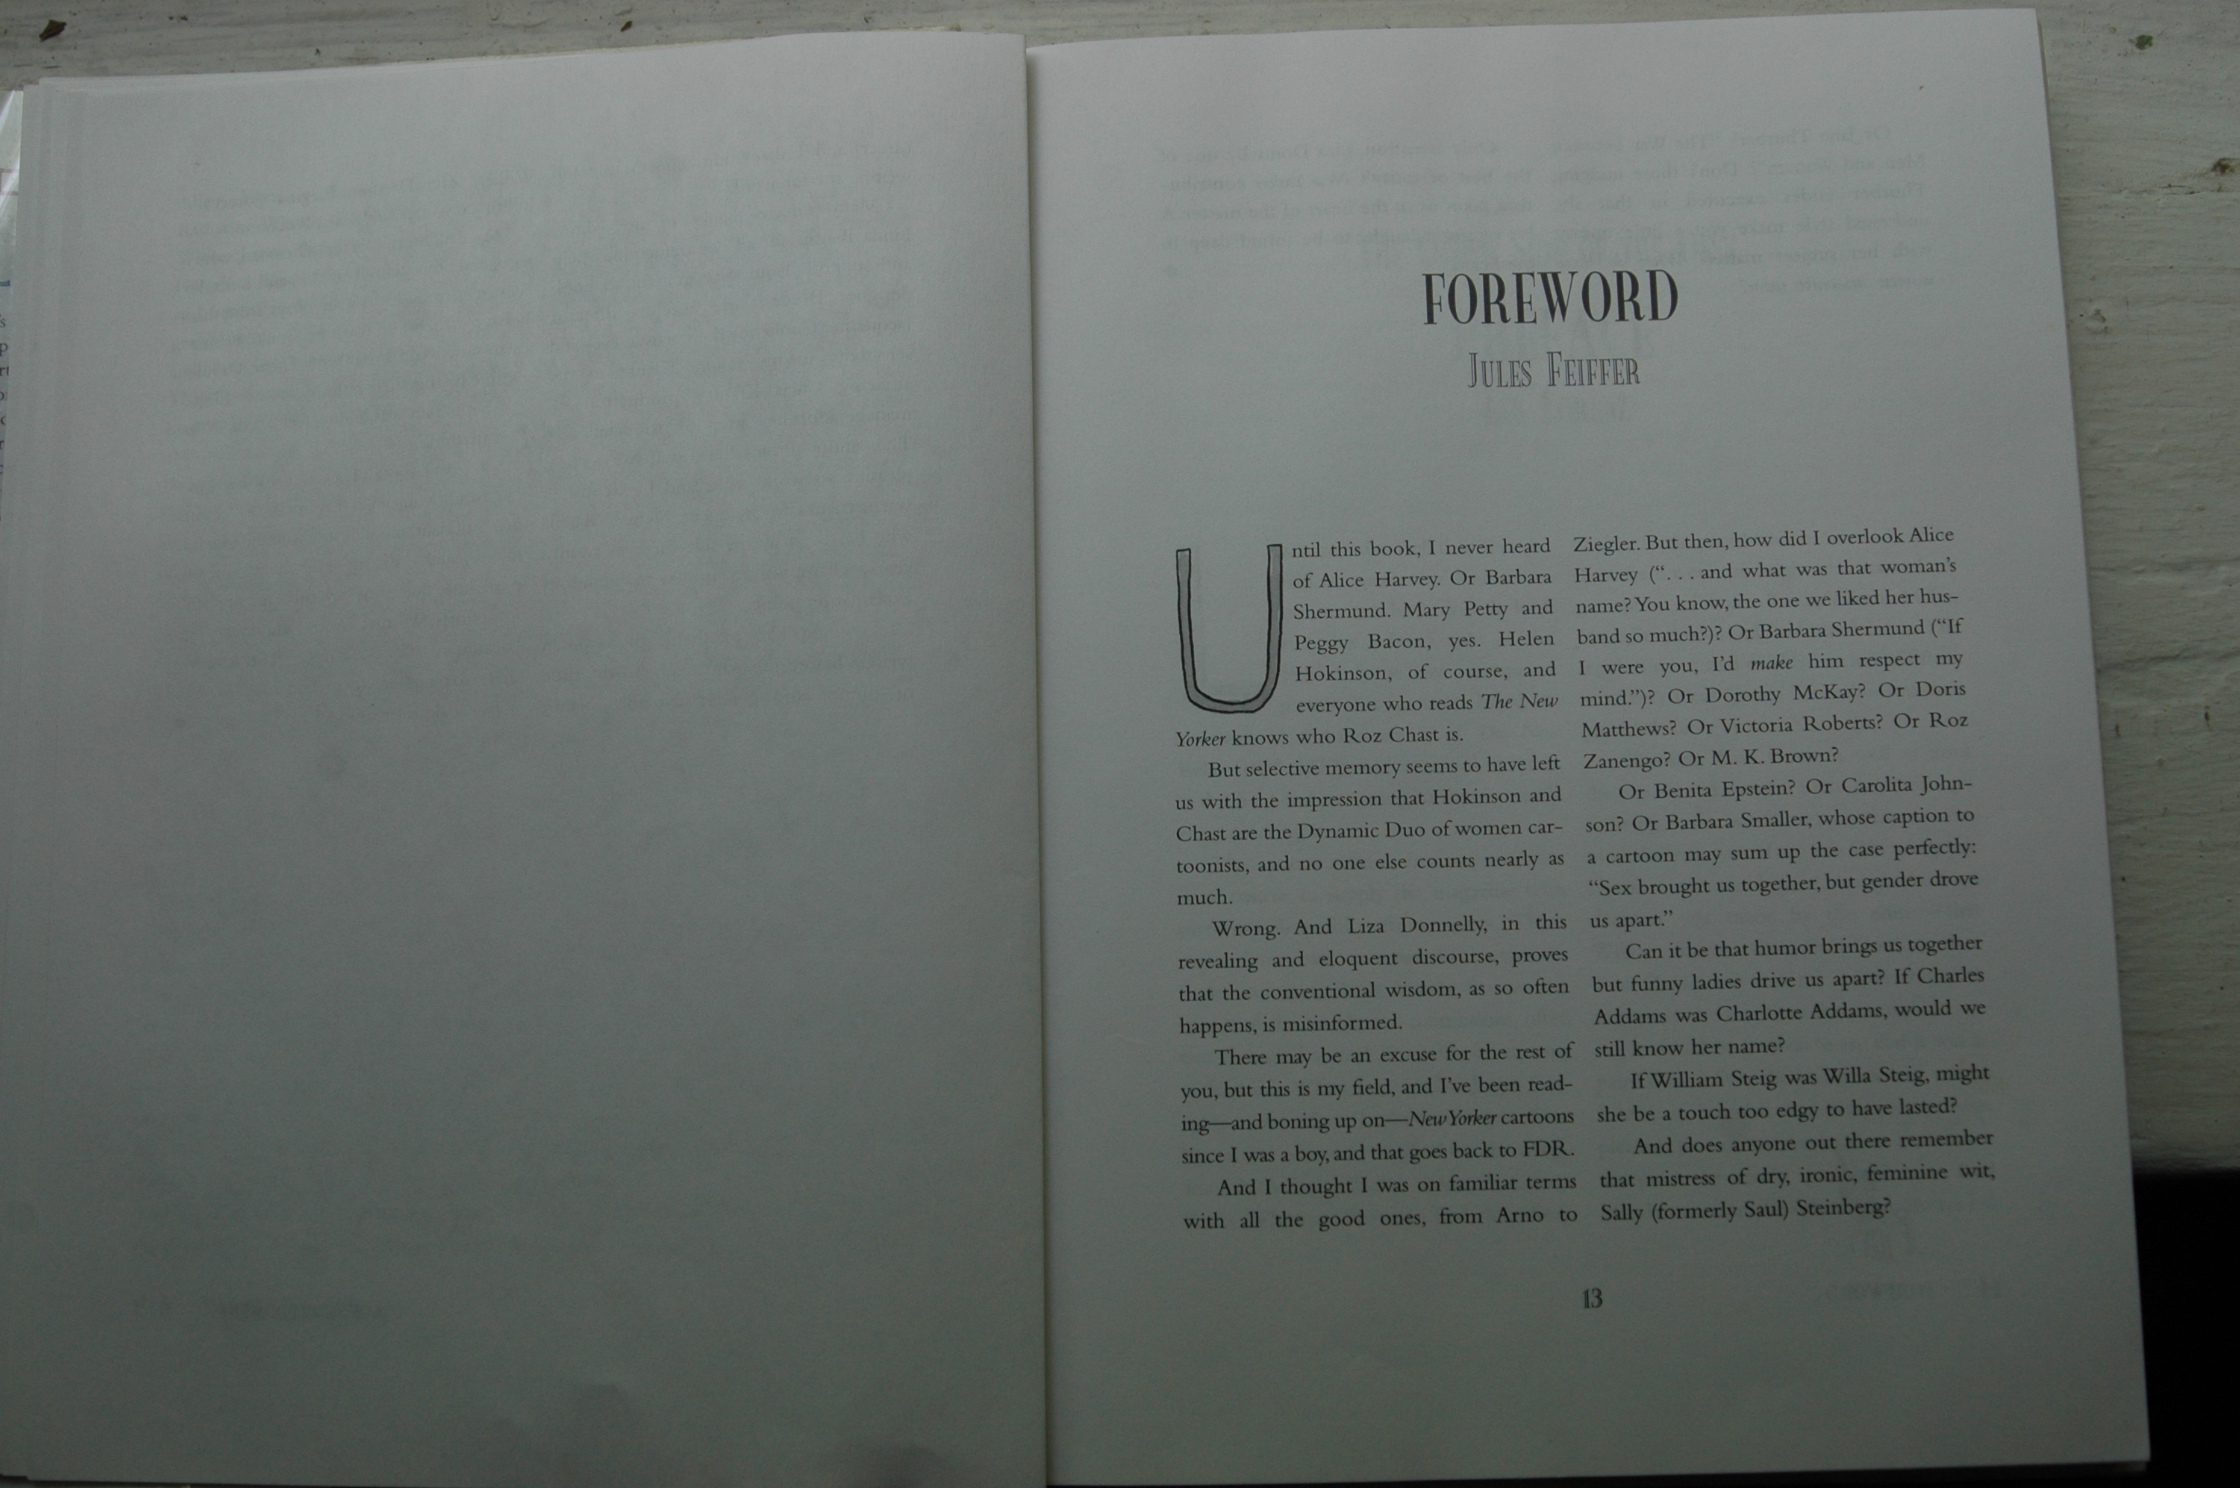 FOREWORD
JULES FEIFFER
Until this book, I never heard
of Alice Harvey. Or Barbara
Shermund. Mary Petty and
Peggy Bacon, yes. Helen
Hokinson, of course, and
everyone who reads The New
Yorker knows who Roz Chast is.
But selective memory seems to have left
us with the impression that Hokinson and
Chast are the Dynamic Duo of women car-
toonists, and no one else counts nearly as
much.
Wrong. And Liza Donnelly, in this
revealing and eloquent discourse, proves
that the conventional wisdom, as so often
happens, is misinformed.
There may be an excuse for the rest of
you, but this is my field, and I've been read-
ing—and boning up on—New Yorker cartoons
since I was a boy, and that goes back to FDR.
And I thought I was on familiar terms
with all the good ones, from Arno to
Ziegler. But then, how did I overlook Alice
Harvey (“. . . and what was that woman's
name? You know, the one we liked her hus-
band so much?)? Or Barbara Shermund (“If
I were you, I'd make him respect my
mind.”)? Or Dorothy McKay? Or Doris
Matthews? Or Victoria Roberts? Or Roz
Zanengo? Or M. K. Brown?
Or Benita Epstein? Or Carolita John-
son? Or Barbara Smaller, whose caption to
a cartoon may sum up the case perfectly:
“Sex brought us together, but gender drove
us apart.”
Can it be that humor brings us together
but funny ladies drive us apart? If Charles
Addams was Charlotte Addams, would we
still know her name?
If William Steig was Willa Steig, might
she be a touch too edgy to have lasted?
And does anyone out there remember
that mistress of dry, ironic, feminine wit,
Sally (formerly Saul) Steinberg?
13